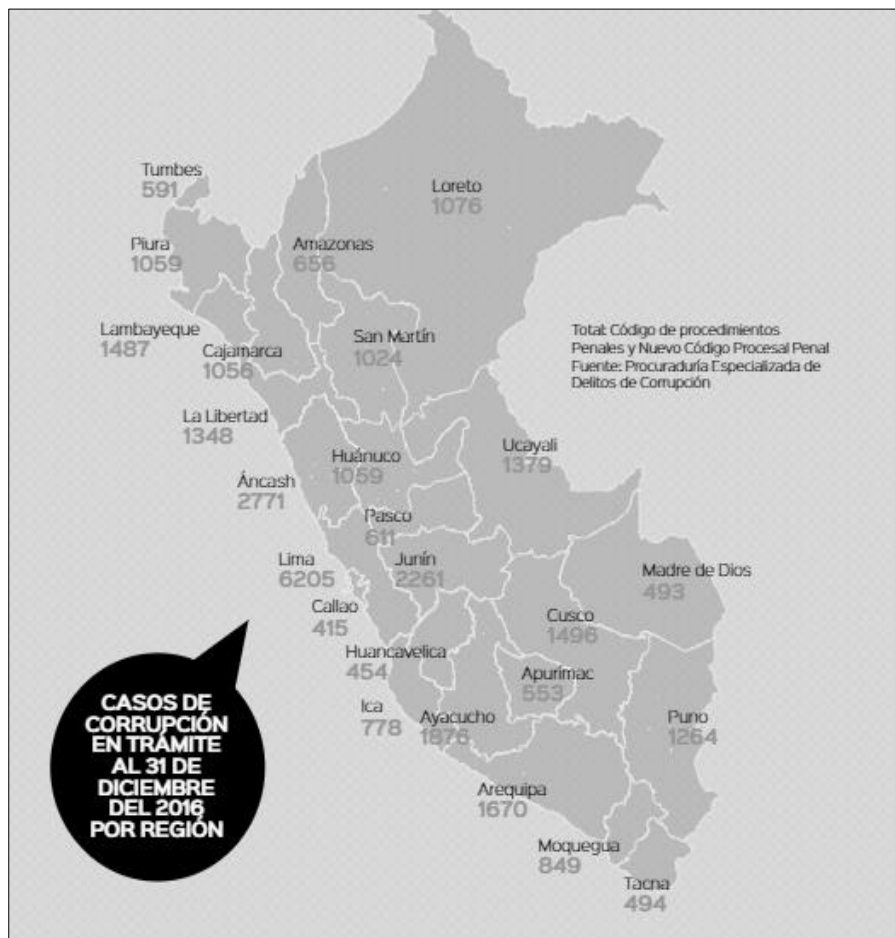 Tumbes
591
Loreto
1076
Piura
1059
Amazonas
656
Lambayeque
1487
Cajamarca
1056
San Martín
1024
Total: Código de procedimientos
Penales y Nuevo Código Procesal Penal
Fuente: Procuraduría Especializada de
Delitos de Corrupción
La Libertad
1348
Huánuco
1059
Ucayali
1379
Áncash
2771
Pasco
611
Lima
6205
Junín
2261
Madre de Dios
493
Callao
415
Cusco
1496
Huancavelica
454
Apurímac
553
Ica
778
Ayacucho
1876
Puno
1264
Arequipa
1670
Moquegua
849
Tacna
494
CASOS DE
CORRUPCIÓN
EN TRÁMITE
AL 31 DE
DICIEMBRE
DEL 2016
POR REGIÓN